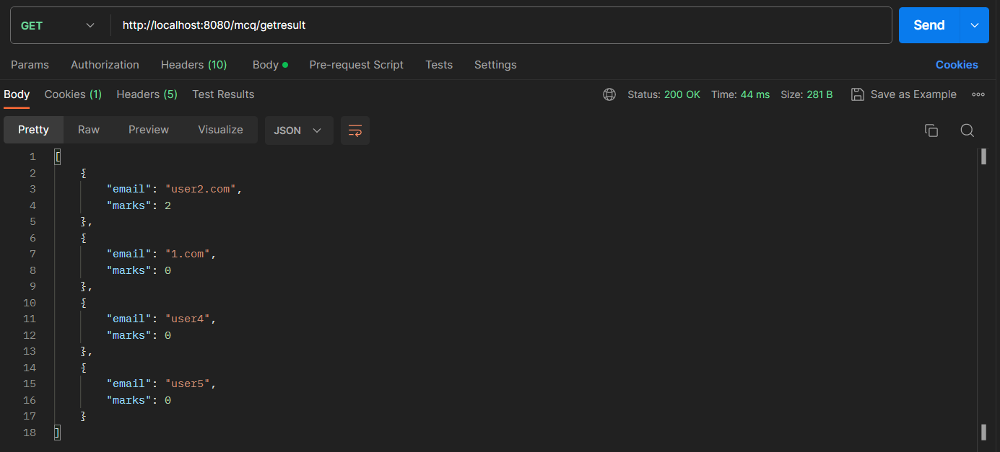 GET http://localhost:8080/mcq/getresult Send
Params Authorization Headers (10) Body Pre-request Script Tests Settings Cookies
Body Cookies (1) Headers (5) Test Results Status: 200 OK Time: 44 ms Size: 281 B Save as Example
Pretty Raw Preview Visualize JSON
1 [
2 {
3 "email": "user2.com",
4 "marks": 2
5 },
6 {
7 "email": "1.com",
8 "marks": 0
9 },
10 {
11 "email": "user4",
12 "marks": 0
13 },
14 {
15 "email": "user5",
16 "marks": 0
17 }
18 ]